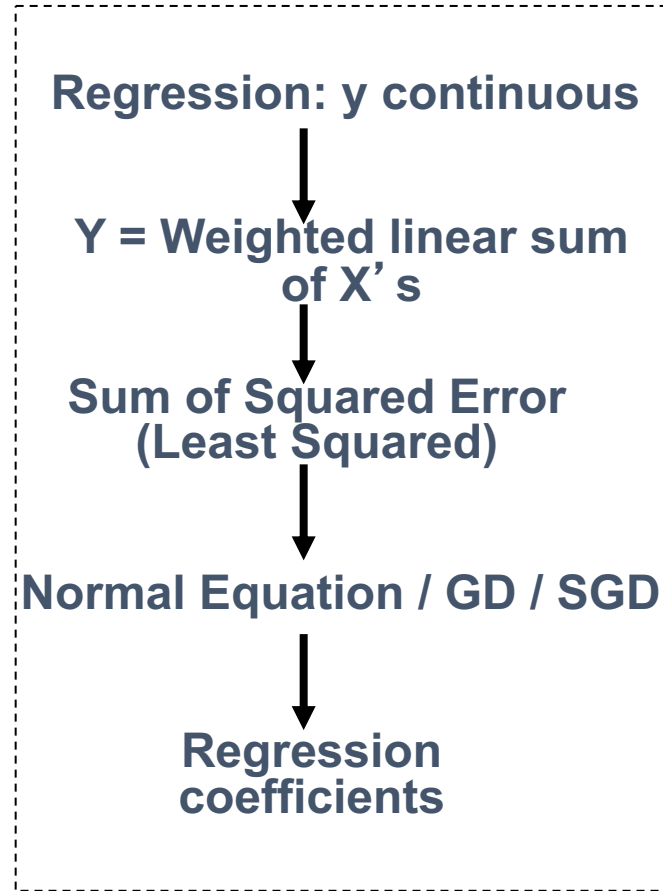 Regression: y continuous
Y = Weighted linear sum
of X’s
Sum of Squared Error
(Least Squared)
Normal Equation / GD / SGD
Regression
coefficients